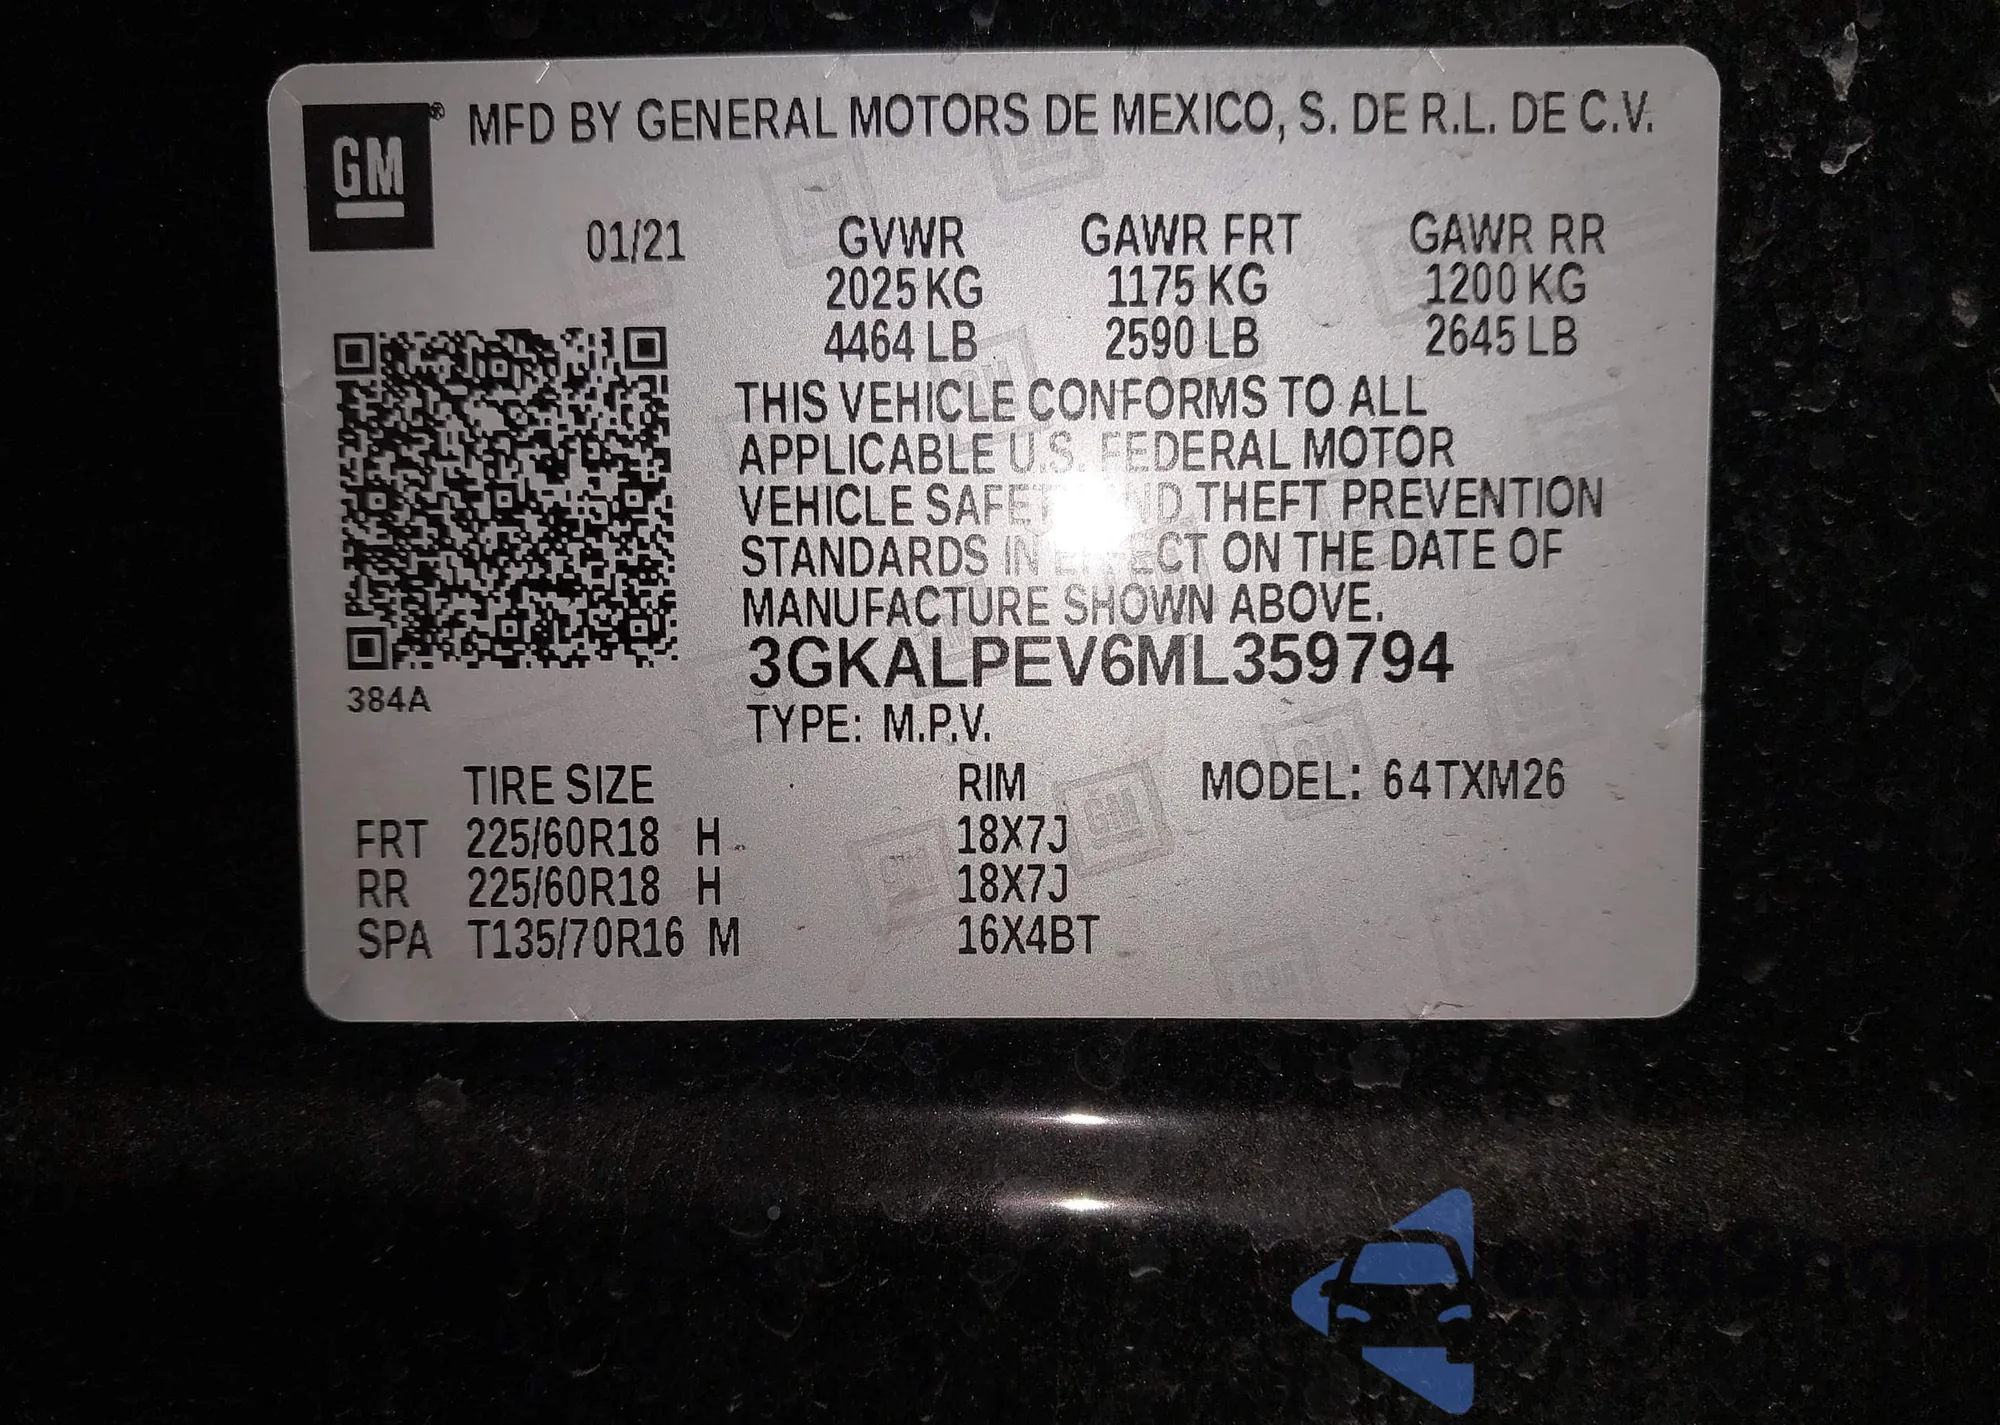 GM
® MFD BY GENERAL MOTORS DE MEXICO, S. DE R.L. DE C.V.
01/21 GVWR GAWR FRT GAWR RR
2025 KG 1175 KG 1200 KG
4464 LB 2590 LB 2645 LB
THIS VEHICLE CONFORMS TO ALL
APPLICABLE U.S. FEDERAL MOTOR
VEHICLE SAFETY AND THEFT PREVENTION
STANDARDS IN EFFECT ON THE DATE OF
MANUFACTURE SHOWN ABOVE.
3GKALPEV6ML359794
384A
TYPE: M.P.V.
TIRE SIZE RIM MODEL: 64TXM26
FRT 225/60R18 H 18X7J
RR 225/60R18 H 18X7J
SPA T135/70R16 M 16X4BT